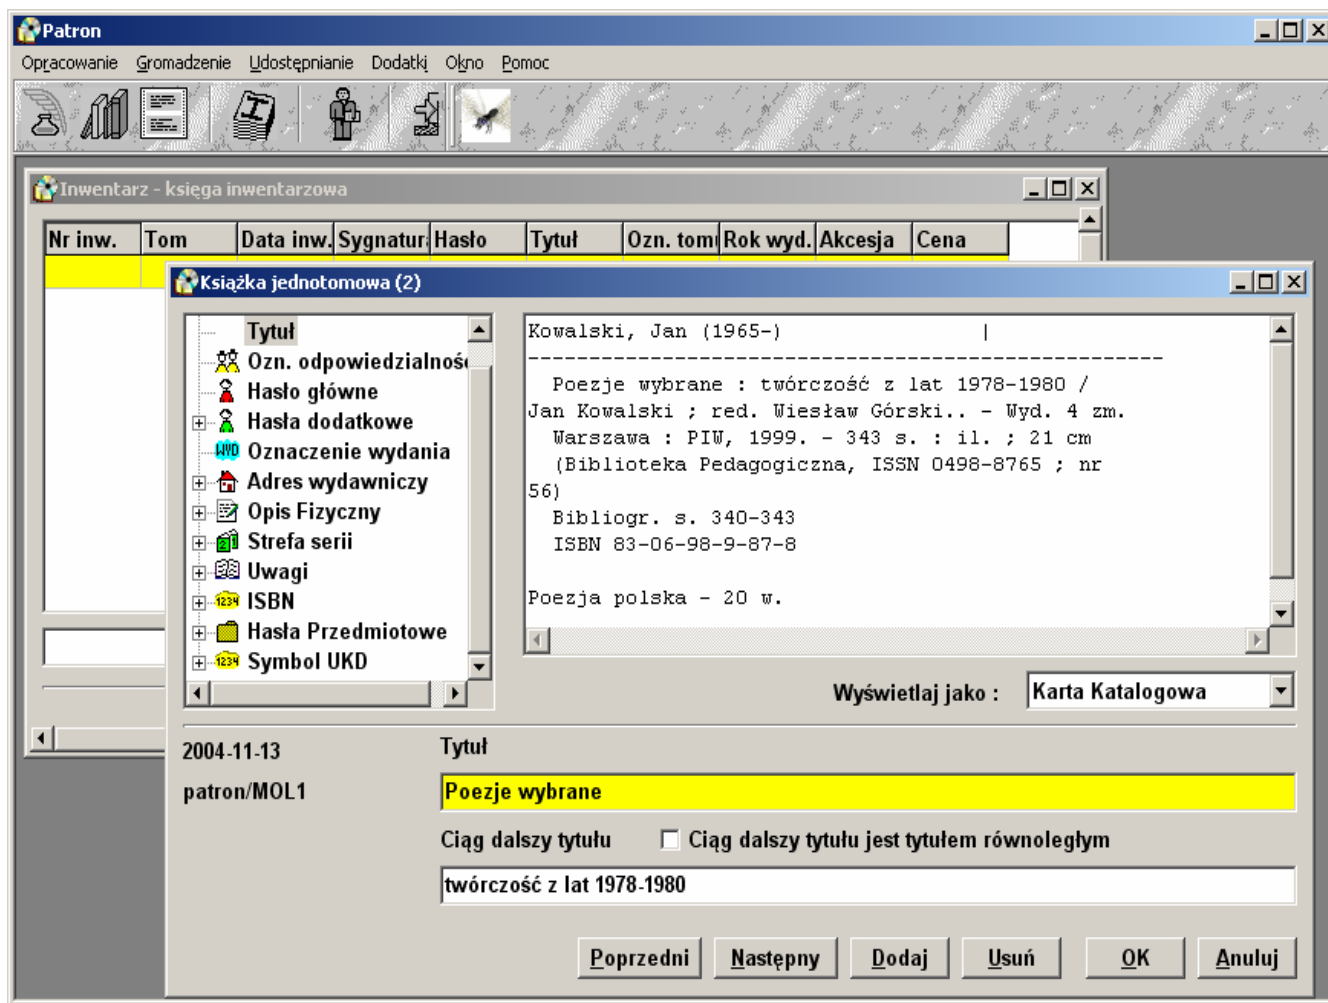 Patron
Opracowanie Gromadzenie Udostępnianie Dodatki Okno Pomoc
Inwentarz - księga inwentarzowa
Nr inw. Tom Data inw. Sygnatur Hasło Tytuł Ozn. tom Rok wyd. Akcesja Cena
Książka jednotomowa (2)
Tytuł
Ozn. odpowiedzialnoś
Hasło główne
Hasła dodatkowe
WYD Oznaczenie wydania
Adres wydawniczy
Opis Fizyczny
21 Strefa serii
Uwagi
1234 ISBN
Hasła Przedmiotowe
1234 Symbol UKD
Kowalski, Jan (1965-) |
----------------------------------------------------
Poezje wybrane : twórczość z lat 1978-1980 /
Jan Kowalski ; red. Wiesław Górski.. - Wyd. 4 zm.
Warszawa : PIW, 1999. - 343 s. : il. ; 21 cm
(Biblioteka Pedagogiczna, ISSN 0498-8765 ; nr
56)
Bibliogr. s. 340-343
ISBN 83-06-98-9-87-8
Poezja polska - 20 w.
Wyświetlaj jako : Karta Katalogowa
2004-11-13 Tytuł
patron/MOL1 Poezje wybrane
Ciąg dalszy tytułu Ciąg dalszy tytułu jest tytułem równoległym
twórczość z lat 1978-1980
Poprzedni Następny Dodaj Usuń OK Anuluj